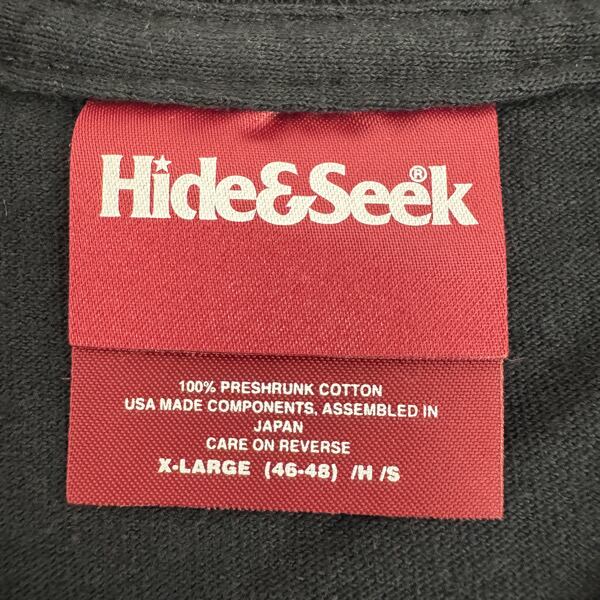 Hide&Seek®
100% PRESHRUNK COTTON
USA MADE COMPONENTS, ASSEMBLED IN
JAPAN
CARE ON REVERSE
X-LARGE (46-48) /H /S